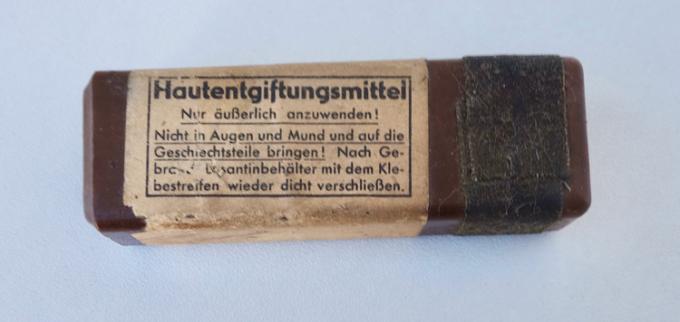 Hautentgiftungsmittel
Nur äußerlich anzuwenden!
Nicht in Augen und Mund und auf die
Geschlechtsteile bringen! Nach Ge-
mit dem Kle-
bestreifen wieder dicht verschließen.